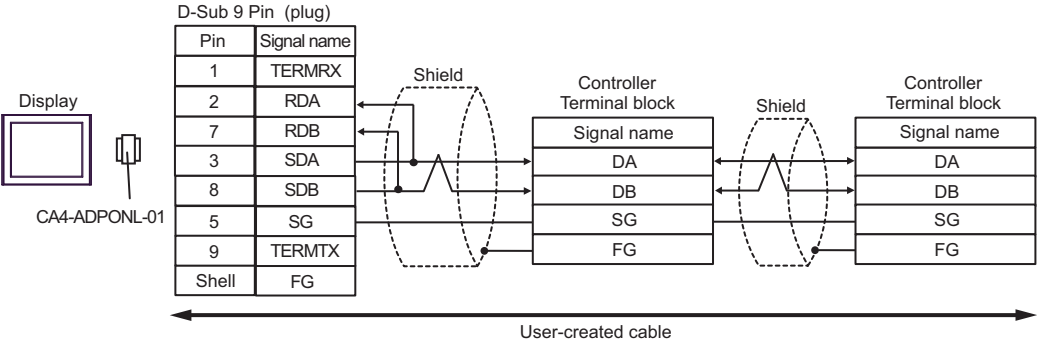 D-Sub 9 Pin (plug)
Pin Signal name
1 TERMRX
2 RDA
7 RDB
3 SDA
8 SDB
5 SG
9 TERMTX
Shell FG
Display
CA4-ADPONL-01
Shield
Controller
Terminal block
Signal name
DA
DB
SG
FG
Shield
Controller
Terminal block
Signal name
DA
DB
SG
FG
User-created cable